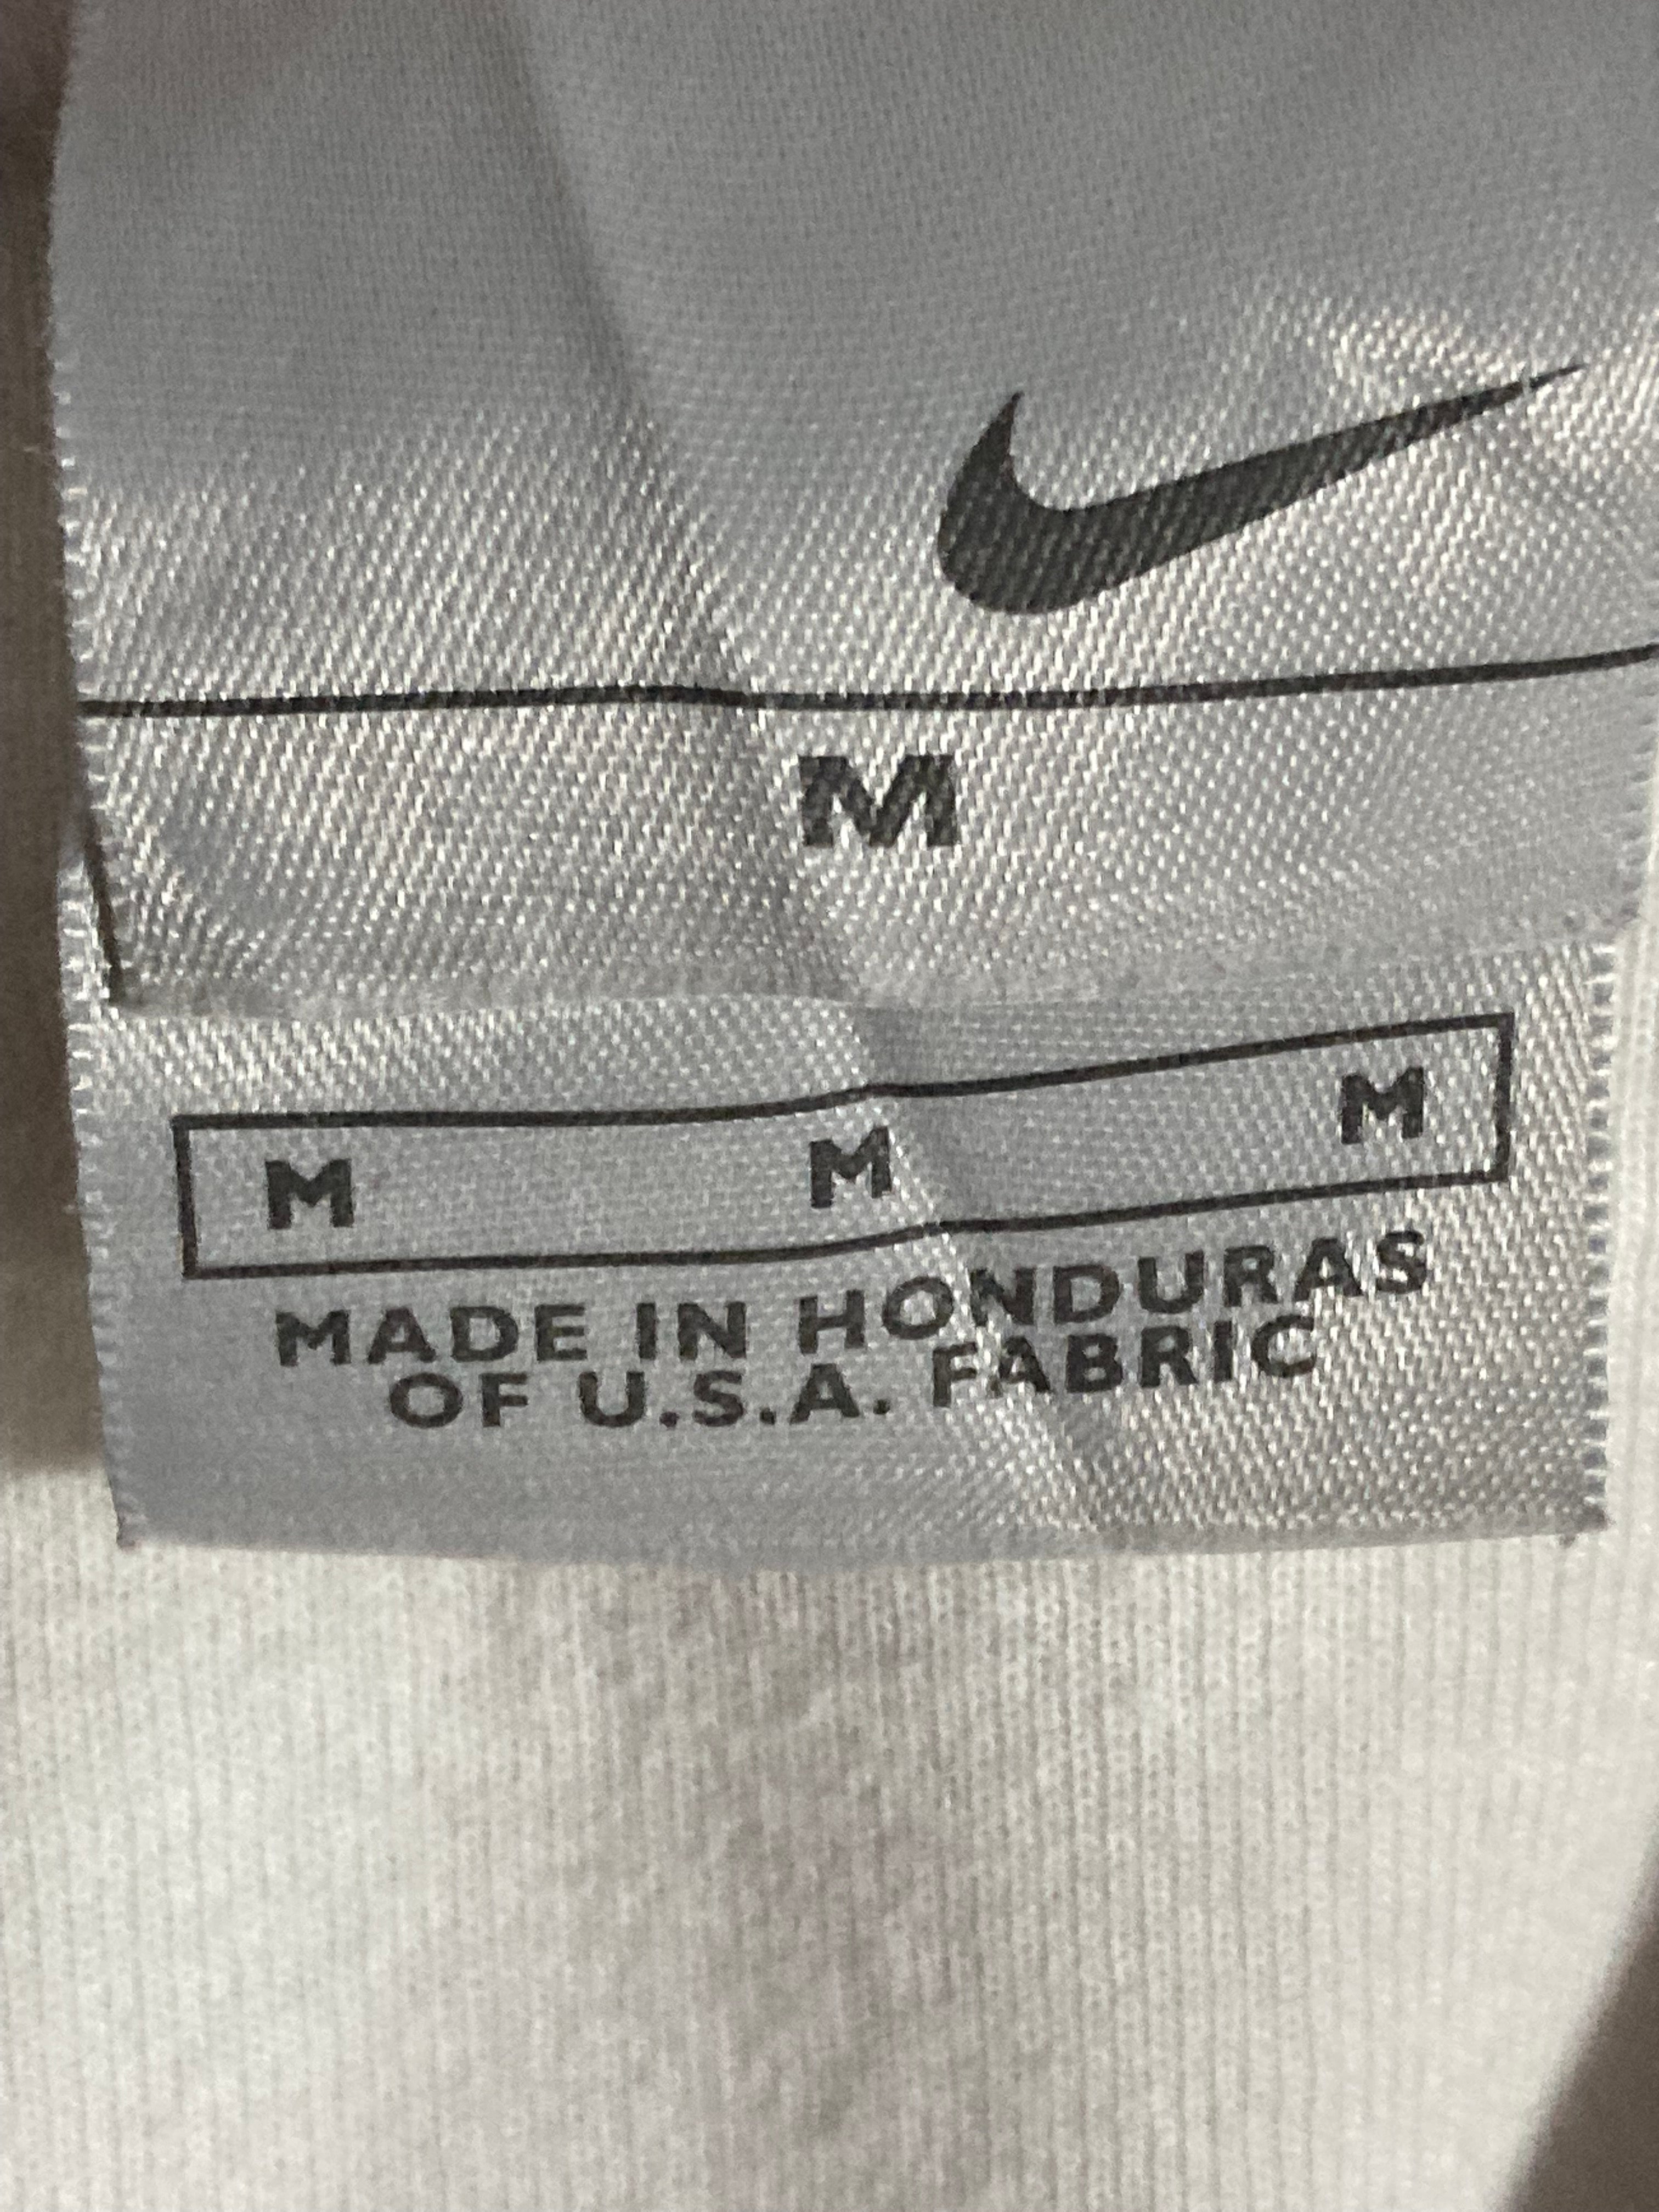 M
M M M
MADE IN HONDURAS
OF U.S.A. FABRIC